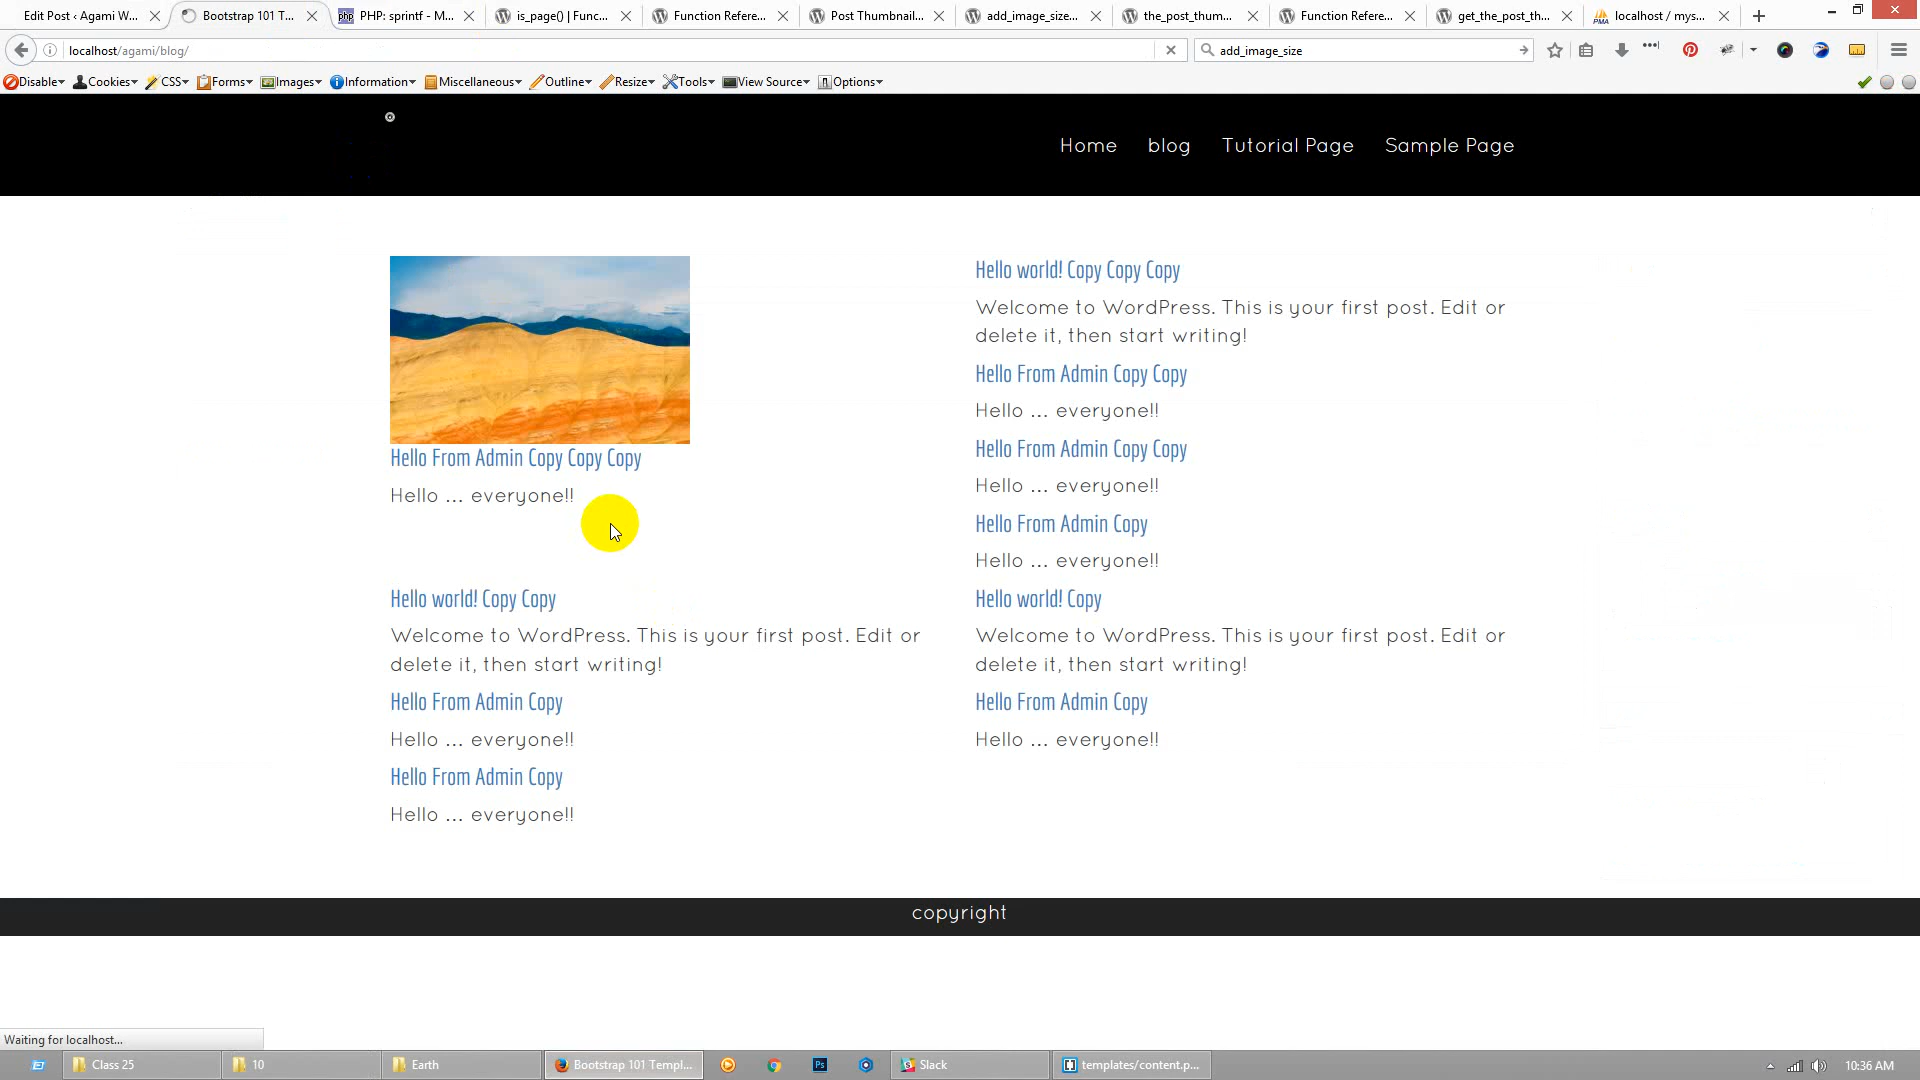 Edit Post ‹ Agami W...
Bootstrap 101 T...
php PHP: sprintf - M...
is_page() | Func...
Function Refere...
Post Thumbnail...
add_image_size...
the_post_thum...
Function Refere...
get_the_post_th...
PMA localhost / mys...
localhost/agami/blog/
add_image_size
Disable
Cookies
CSS
Forms
Images
Information
Miscellaneous
Outline
Resize
Tools
View Source
Options
Home blog Tutorial Page Sample Page
Hello From Admin Copy Copy Copy
Hello ... everyone!!
Hello world! Copy Copy
Welcome to WordPress. This is your first post. Edit or
delete it, then start writing!
Hello From Admin Copy
Hello ... everyone!!
Hello From Admin Copy
Hello ... everyone!!
Hello world! Copy Copy Copy
Welcome to WordPress. This is your first post. Edit or
delete it, then start writing!
Hello From Admin Copy Copy
Hello ... everyone!!
Hello From Admin Copy Copy
Hello ... everyone!!
Hello From Admin Copy
Hello ... everyone!!
Hello world! Copy
Welcome to WordPress. This is your first post. Edit or
delete it, then start writing!
Hello From Admin Copy
Hello ... everyone!!
copyright
Waiting for localhost...
Class 25
10
Earth
Bootstrap 101 Templ...
Ps
Slack
templates/content.p...
10:36 AM